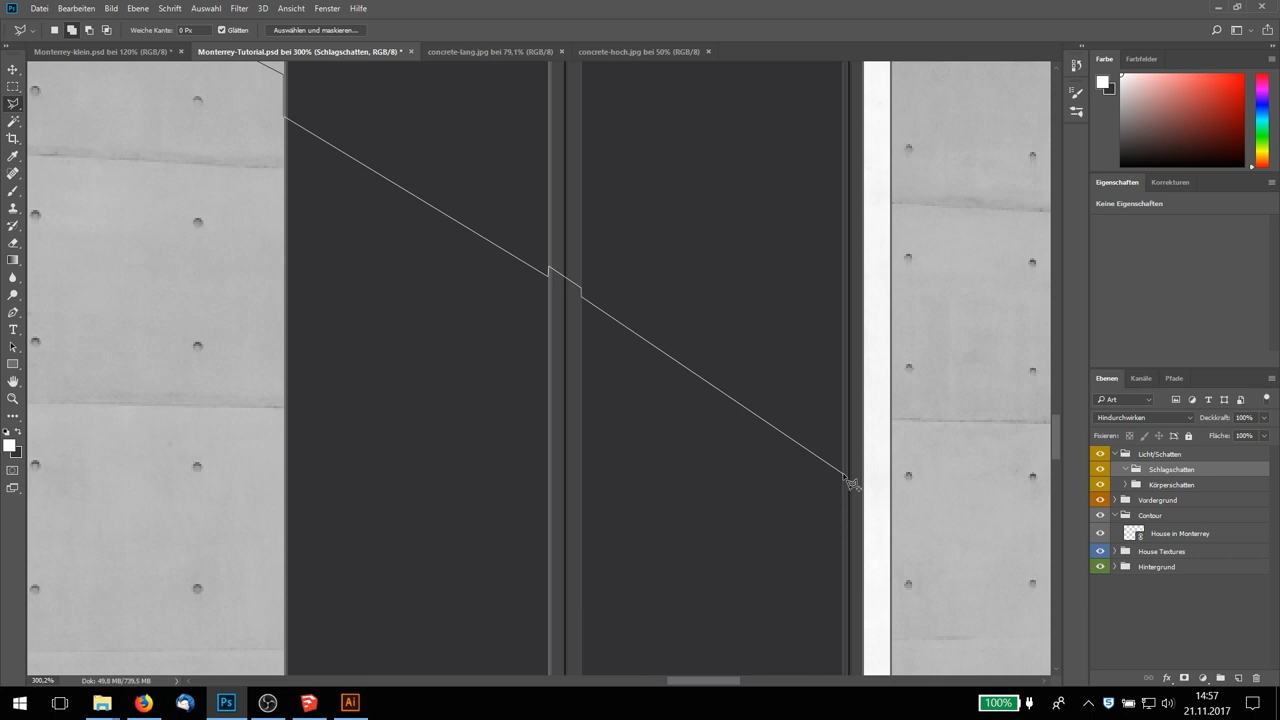 Ps Datei Bearbeiten Bild Ebene Schrift Auswahl Filter 3D Ansicht Fenster Hilfe
Weiche Kante: 0 Px Glätten Auswählen und maskieren...
Monterrey-klein.psd bei 120% (RGB/8) * × Monterrey-Tutorial.psd bei 300% (Schlagschatten, RGB/8) * × concrete-lang.jpg bei 79,1% (RGB/8) × concrete-hoch.jpg bei 50% (RGB/8) ×
Farbe Farbfelder
Eigenschaften Korrekturen
Keine Eigenschaften
Ebenen Kanäle Pfade
Art
Hindurchwirken Deckkraft: 100%
Fixieren: Fläche: 100%
Licht/Schatten
Schlagschatten
Körperschatten
Vordergrund
Contour
House in Monterrey
House Textures
Hintergrund
300,2% Dok: 49,8 MB/739,5 MB
fx
Ps Ai 100% 14:57
21.11.2017